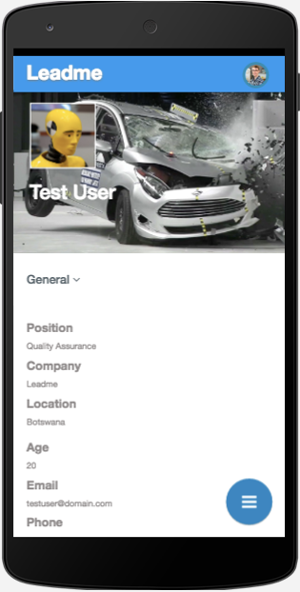 Leadme
Test User
General
Position
Quality Assurance
Company
Leadme
Location
Botswana
Age
20
Email
testuser@domain.com
Phone